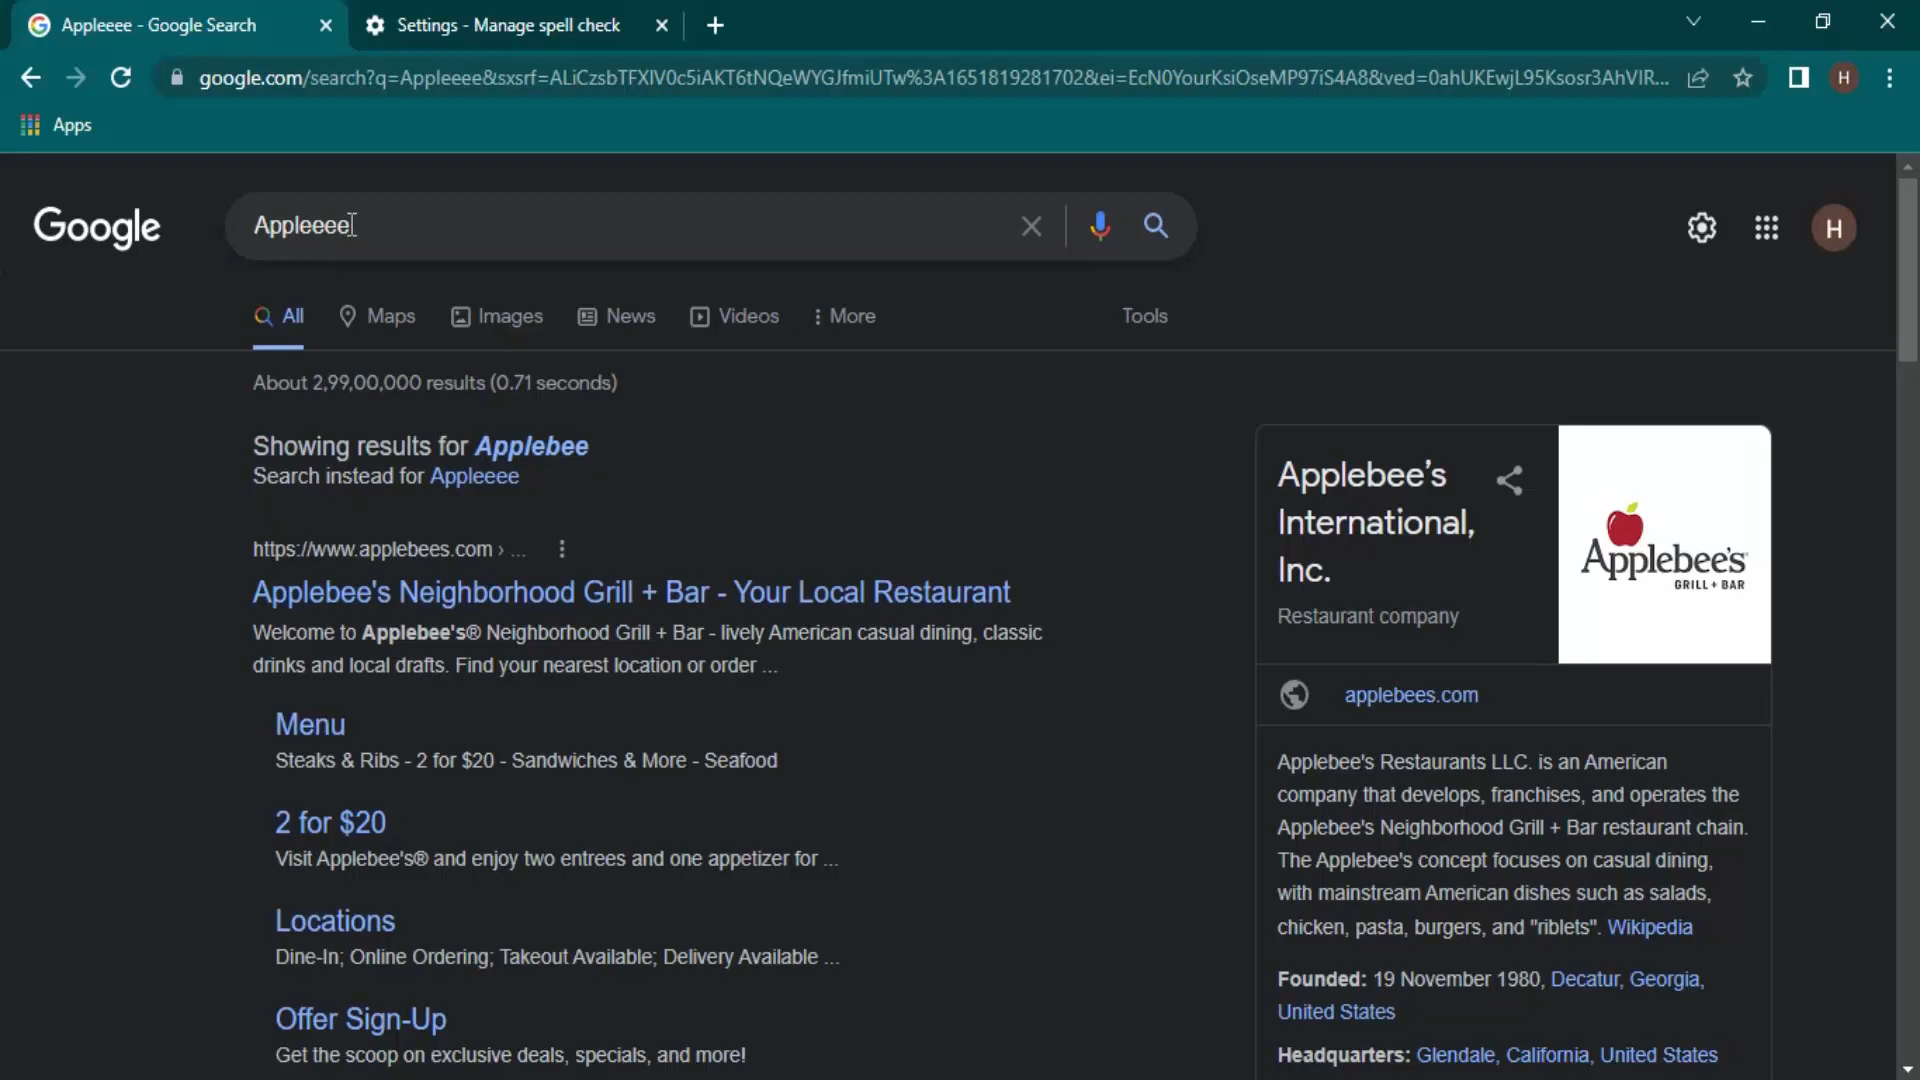 Appleeee - Google Search
Settings - Manage spell check
google.com/search?q=Appleeee&sxsrf=ALiCzsbTFXIV0c5iAKT6tNQeWYGJfmiUTw%3A1651819281702&ei=EcN0YourKsiOseMP97iS4A8&ved=0ahUKEwjL95Ksosr3AhVIR...
H
Apps
Google
Appleeee
H
All
Maps
Images
News
Videos
More
Tools
About 2,99,00,000 results (0.71 seconds)
Showing results for Applebee
Search instead for Appleeee
https://www.applebees.com › ...
Applebee's Neighborhood Grill + Bar - Your Local Restaurant
Welcome to Applebee's® Neighborhood Grill + Bar - lively American casual dining, classic
drinks and local drafts. Find your nearest location or order ...
Menu
Steaks & Ribs - 2 for $20 - Sandwiches & More - Seafood
2 for $20
Visit Applebee's® and enjoy two entrees and one appetizer for ...
Locations
Dine-In; Online Ordering; Takeout Available; Delivery Available ...
Offer Sign-Up
Get the scoop on exclusive deals, specials, and more!
Applebee's
International,
Inc.
Restaurant company
Applebee's
GRILL + BAR
applebees.com
Applebee's Restaurants LLC. is an American
company that develops, franchises, and operates the
Applebee's Neighborhood Grill + Bar restaurant chain.
The Applebee's concept focuses on casual dining,
with mainstream American dishes such as salads,
chicken, pasta, burgers, and "riblets". Wikipedia
Founded: 19 November 1980, Decatur, Georgia,
United States
Headquarters: Glendale, California, United States